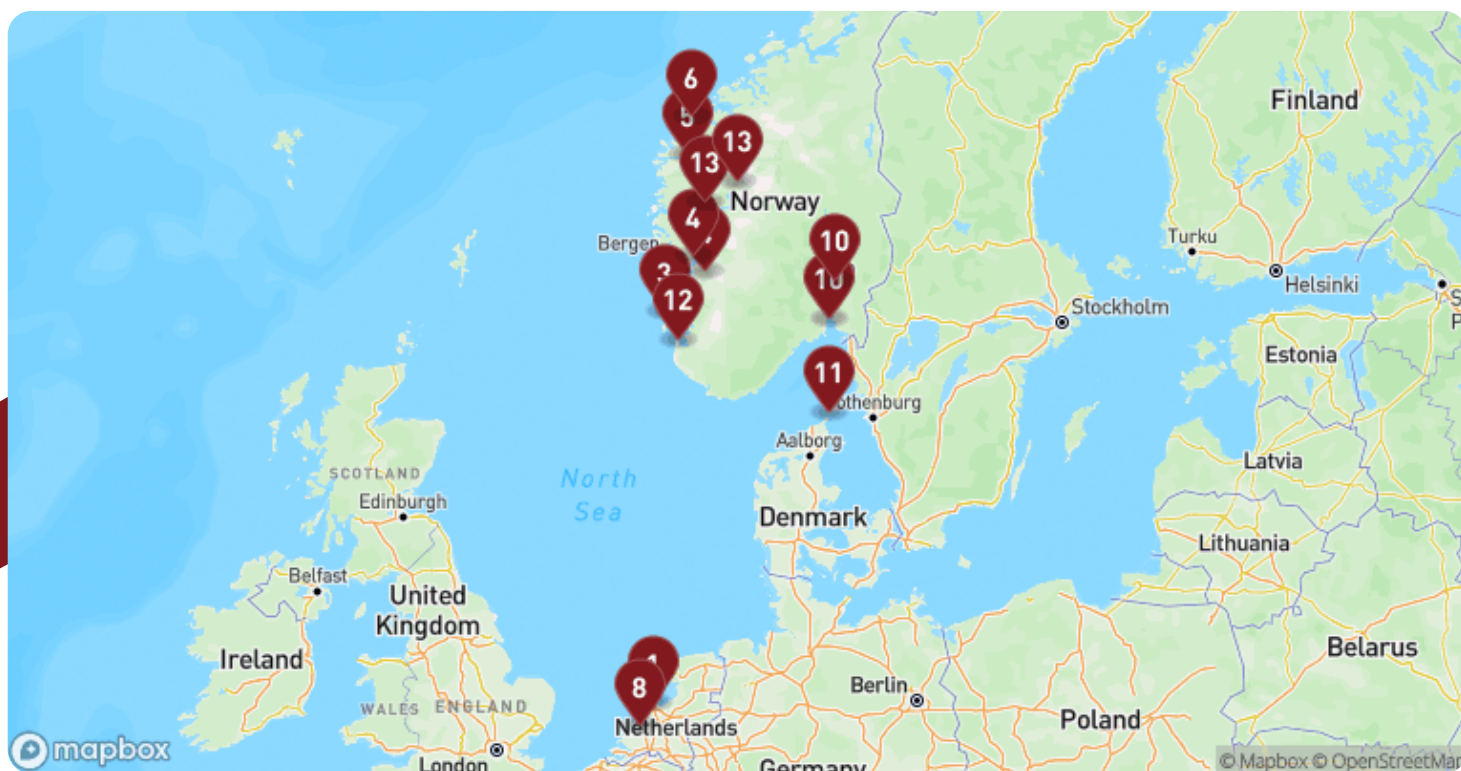 6
5
13
13
Finland
Norway
4
10
Turku
Bergen
3
10
Helsinki
12
Stockholm
Estonia
11
Aalborg
Latvia
SCOTLAND
North
Sea
Edinburgh
Denmark
Lithuania
Belfast
United
Kingdom
Belarus
Ireland
1
8
Berlin
WALES
ENGLAND
Netherlands
Poland
mapbox
London
Germany
© Mapbox © OpenStreetMap